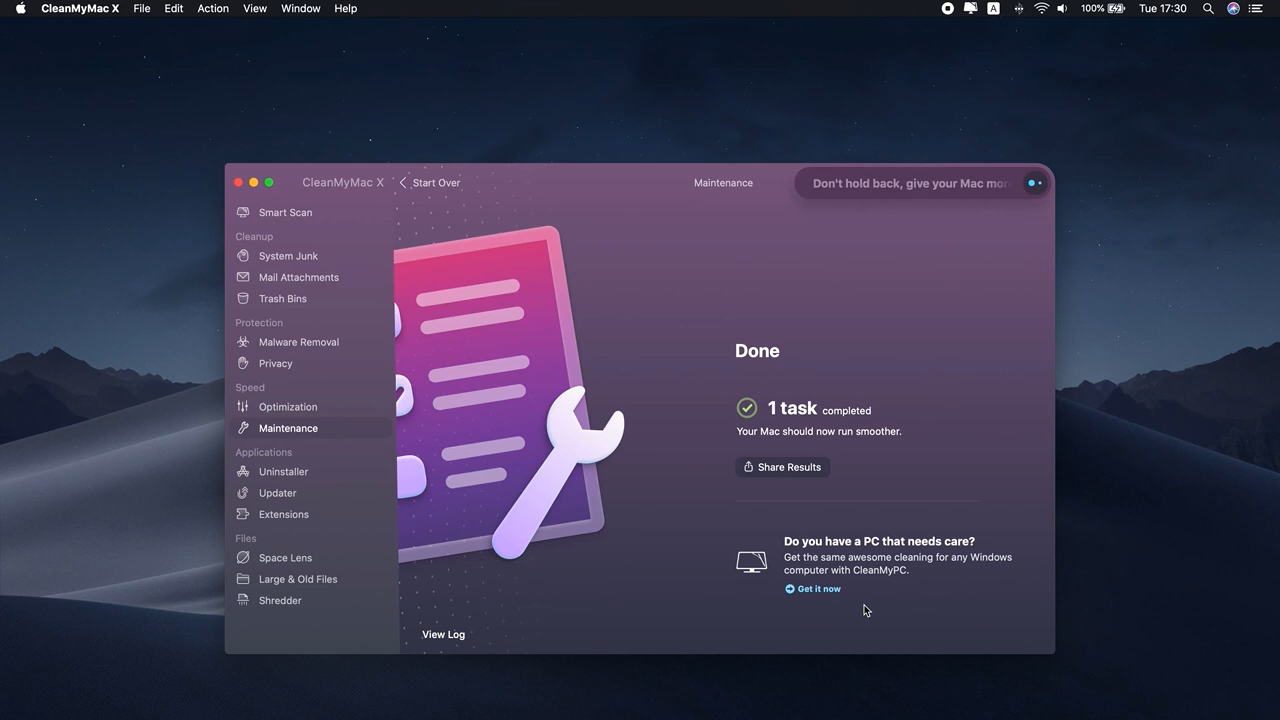 CleanMyMac X File Edit Action View Window Help
A 100% Tue 17:30
CleanMyMac X
Start Over
Maintenance
Don't hold back, give your Mac mor
Smart Scan
Cleanup
System Junk
Mail Attachments
Trash Bins
Protection
Malware Removal
Privacy
Speed
Optimization
Maintenance
Applications
Uninstaller
Updater
Extensions
Files
Space Lens
Large & Old Files
Shredder
Done
1 task completed
Your Mac should now run smoother.
Share Results
Do you have a PC that needs care?
Get the same awesome cleaning for any Windows
computer with CleanMyPC.
Get it now
View Log